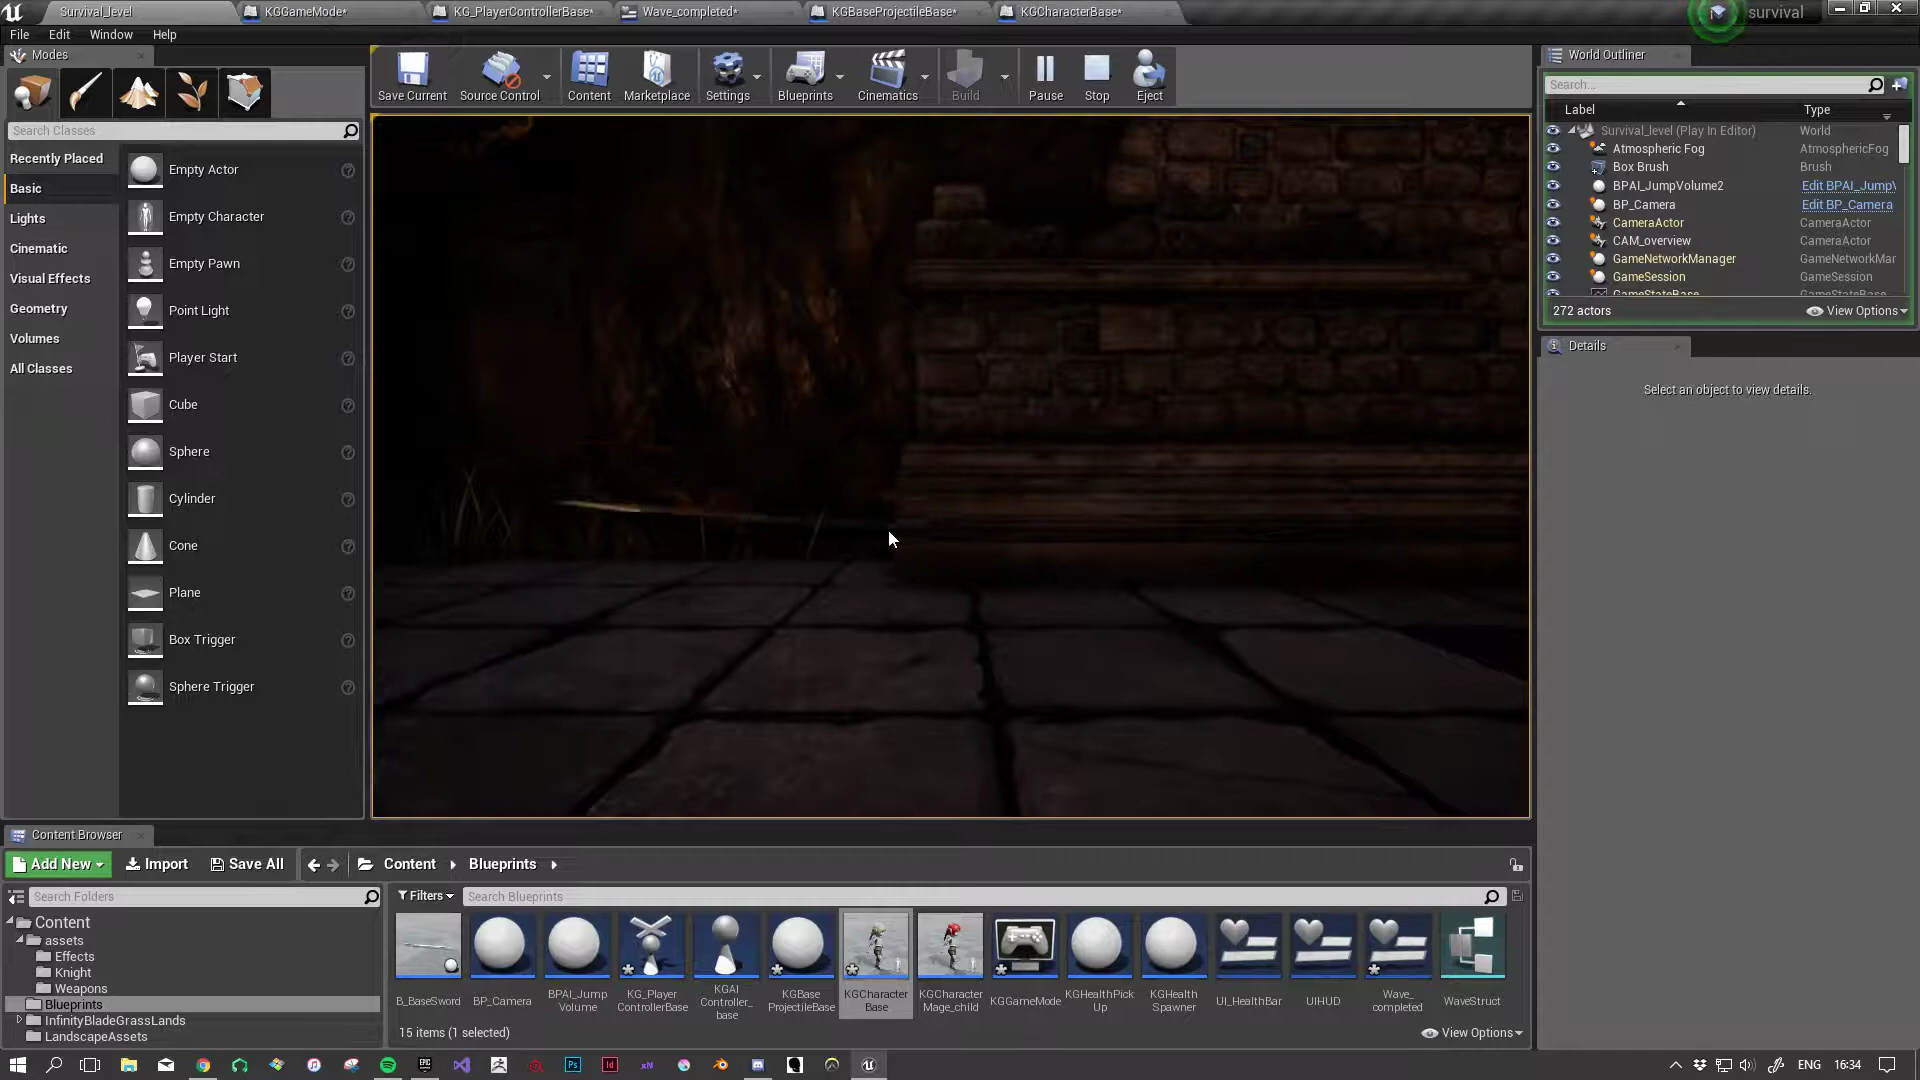 Survival_level
KGGameMode*
KG_PlayerControllerBase*
Wave_completed*
KGBaseProjectileBase*
KGCharacterBase*
survival
File Edit Window Help
Modes
Save Current
Source Control
Content
Marketplace
Settings
Blueprints
Cinematics
Build
Pause
Stop
Eject
World Outliner
Search...
Label Type
Survival_level (Play In Editor) World
Atmospheric Fog AtmosphericFog
Box Brush Brush
BPAI_JumpVolume2 Edit BPAI_Jump\
BP_Camera Edit BP_Camera
CameraActor CameraActor
CAM_overview CameraActor
GameNetworkManager GameNetworkMar
GameSession GameSession
GameStateBase GameStateBase
272 actors
View Options
Details
Select an object to view details.
Search Classes
Recently Placed
Basic
Lights
Cinematic
Visual Effects
Geometry
Volumes
All Classes
Empty Actor
Empty Character
Empty Pawn
Point Light
Player Start
Cube
Sphere
Cylinder
Cone
Plane
Box Trigger
Sphere Trigger
Content Browser
Add New
Import
Save All
Content
Blueprints
Search Folders
Filters
Search Blueprints
Content
assets
Effects
Knight
Weapons
Blueprints
InfinityBladeGrassLands
LandscapeAssets
B_BaseSword
BP_Camera
BPAI_Jump
Volume
KG_Player
ControllerBase
KGAI
Controller_
base
KGBase
ProjectileBase
KGCharacter
Base
KGCharacter
Mage_child
KGGameMode
KGHealthPick
Up
KGHealth
Spawner
UI_HealthBar
UIHUD
Wave_
completed
WaveStruct
15 items (1 selected)
View Options
ENG
16:34